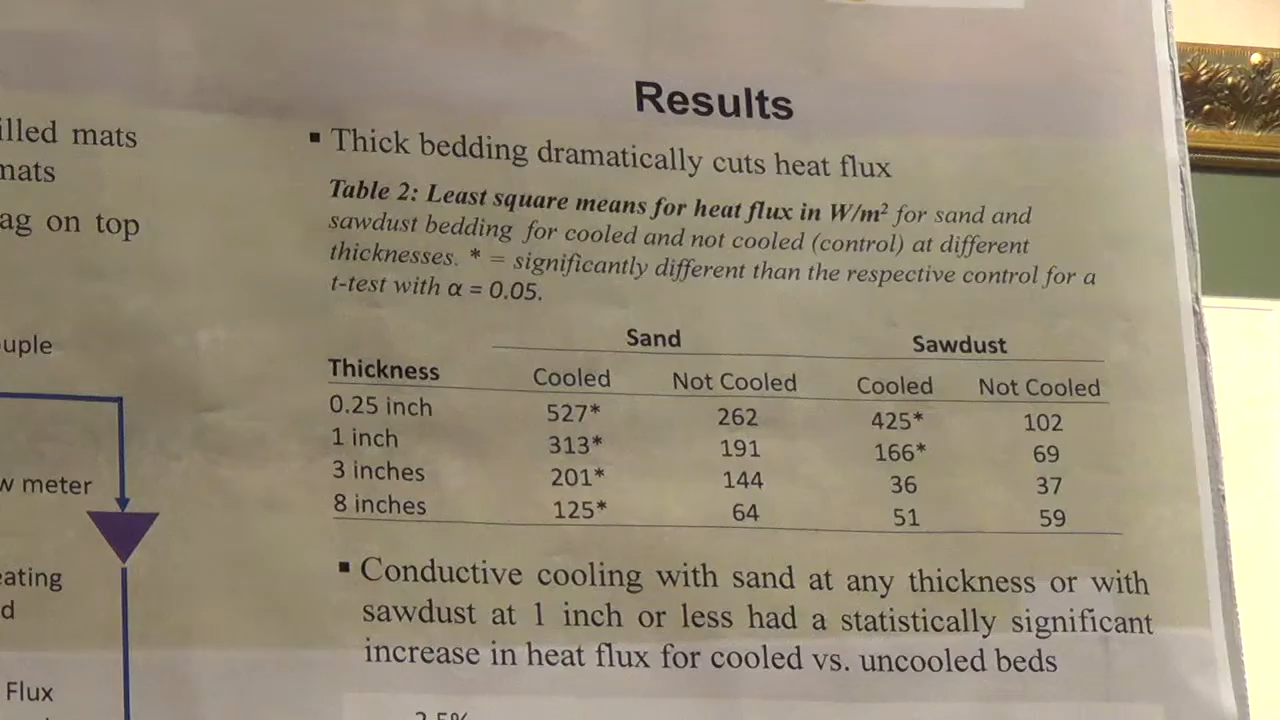 illed mats
mats
ag on top
uple
w meter
eating
d
Flux
Results
▪ Thick bedding dramatically cuts heat flux
Table 2: Least square means for heat flux in W/m² for sand and
sawdust bedding for cooled and not cooled (control) at different
thicknesses. * = significantly different than the respective control for a
t-test with α = 0.05.
Sand Sawdust
Thickness Cooled Not Cooled Cooled Not Cooled
0.25 inch 527* 262 425* 102
1 inch 313* 191 166* 69
3 inches 201* 144 36 37
8 inches 125* 64 51 59
▪ Conductive cooling with sand at any thickness or with
sawdust at 1 inch or less had a statistically significant
increase in heat flux for cooled vs. uncooled beds